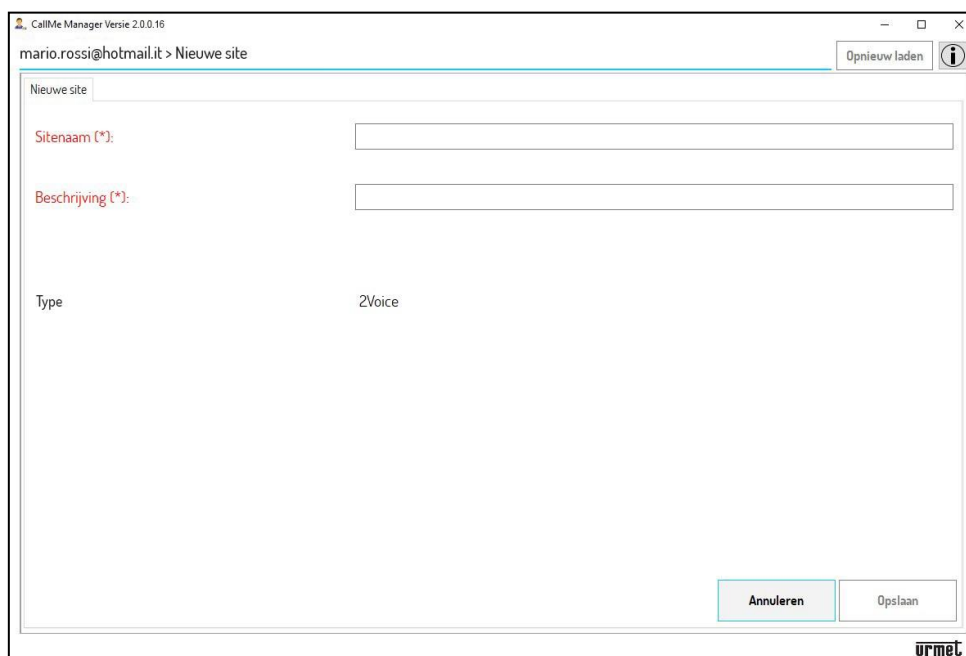 CallMe Manager Versie 2.0.0.16
mario.rossi@hotmail.it > Nieuwe site
Opnieuw laden
Nieuwe site
Sitenaam (*):
Beschrijving (*):
Type
2Voice
Annuleren
Opslaan
urmet